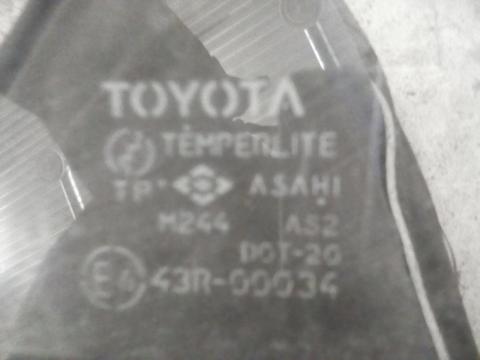 TOYOTA
TEMPERLITE
TP ASAHI
M244 AS2
DOT-20
E4 43R-00034